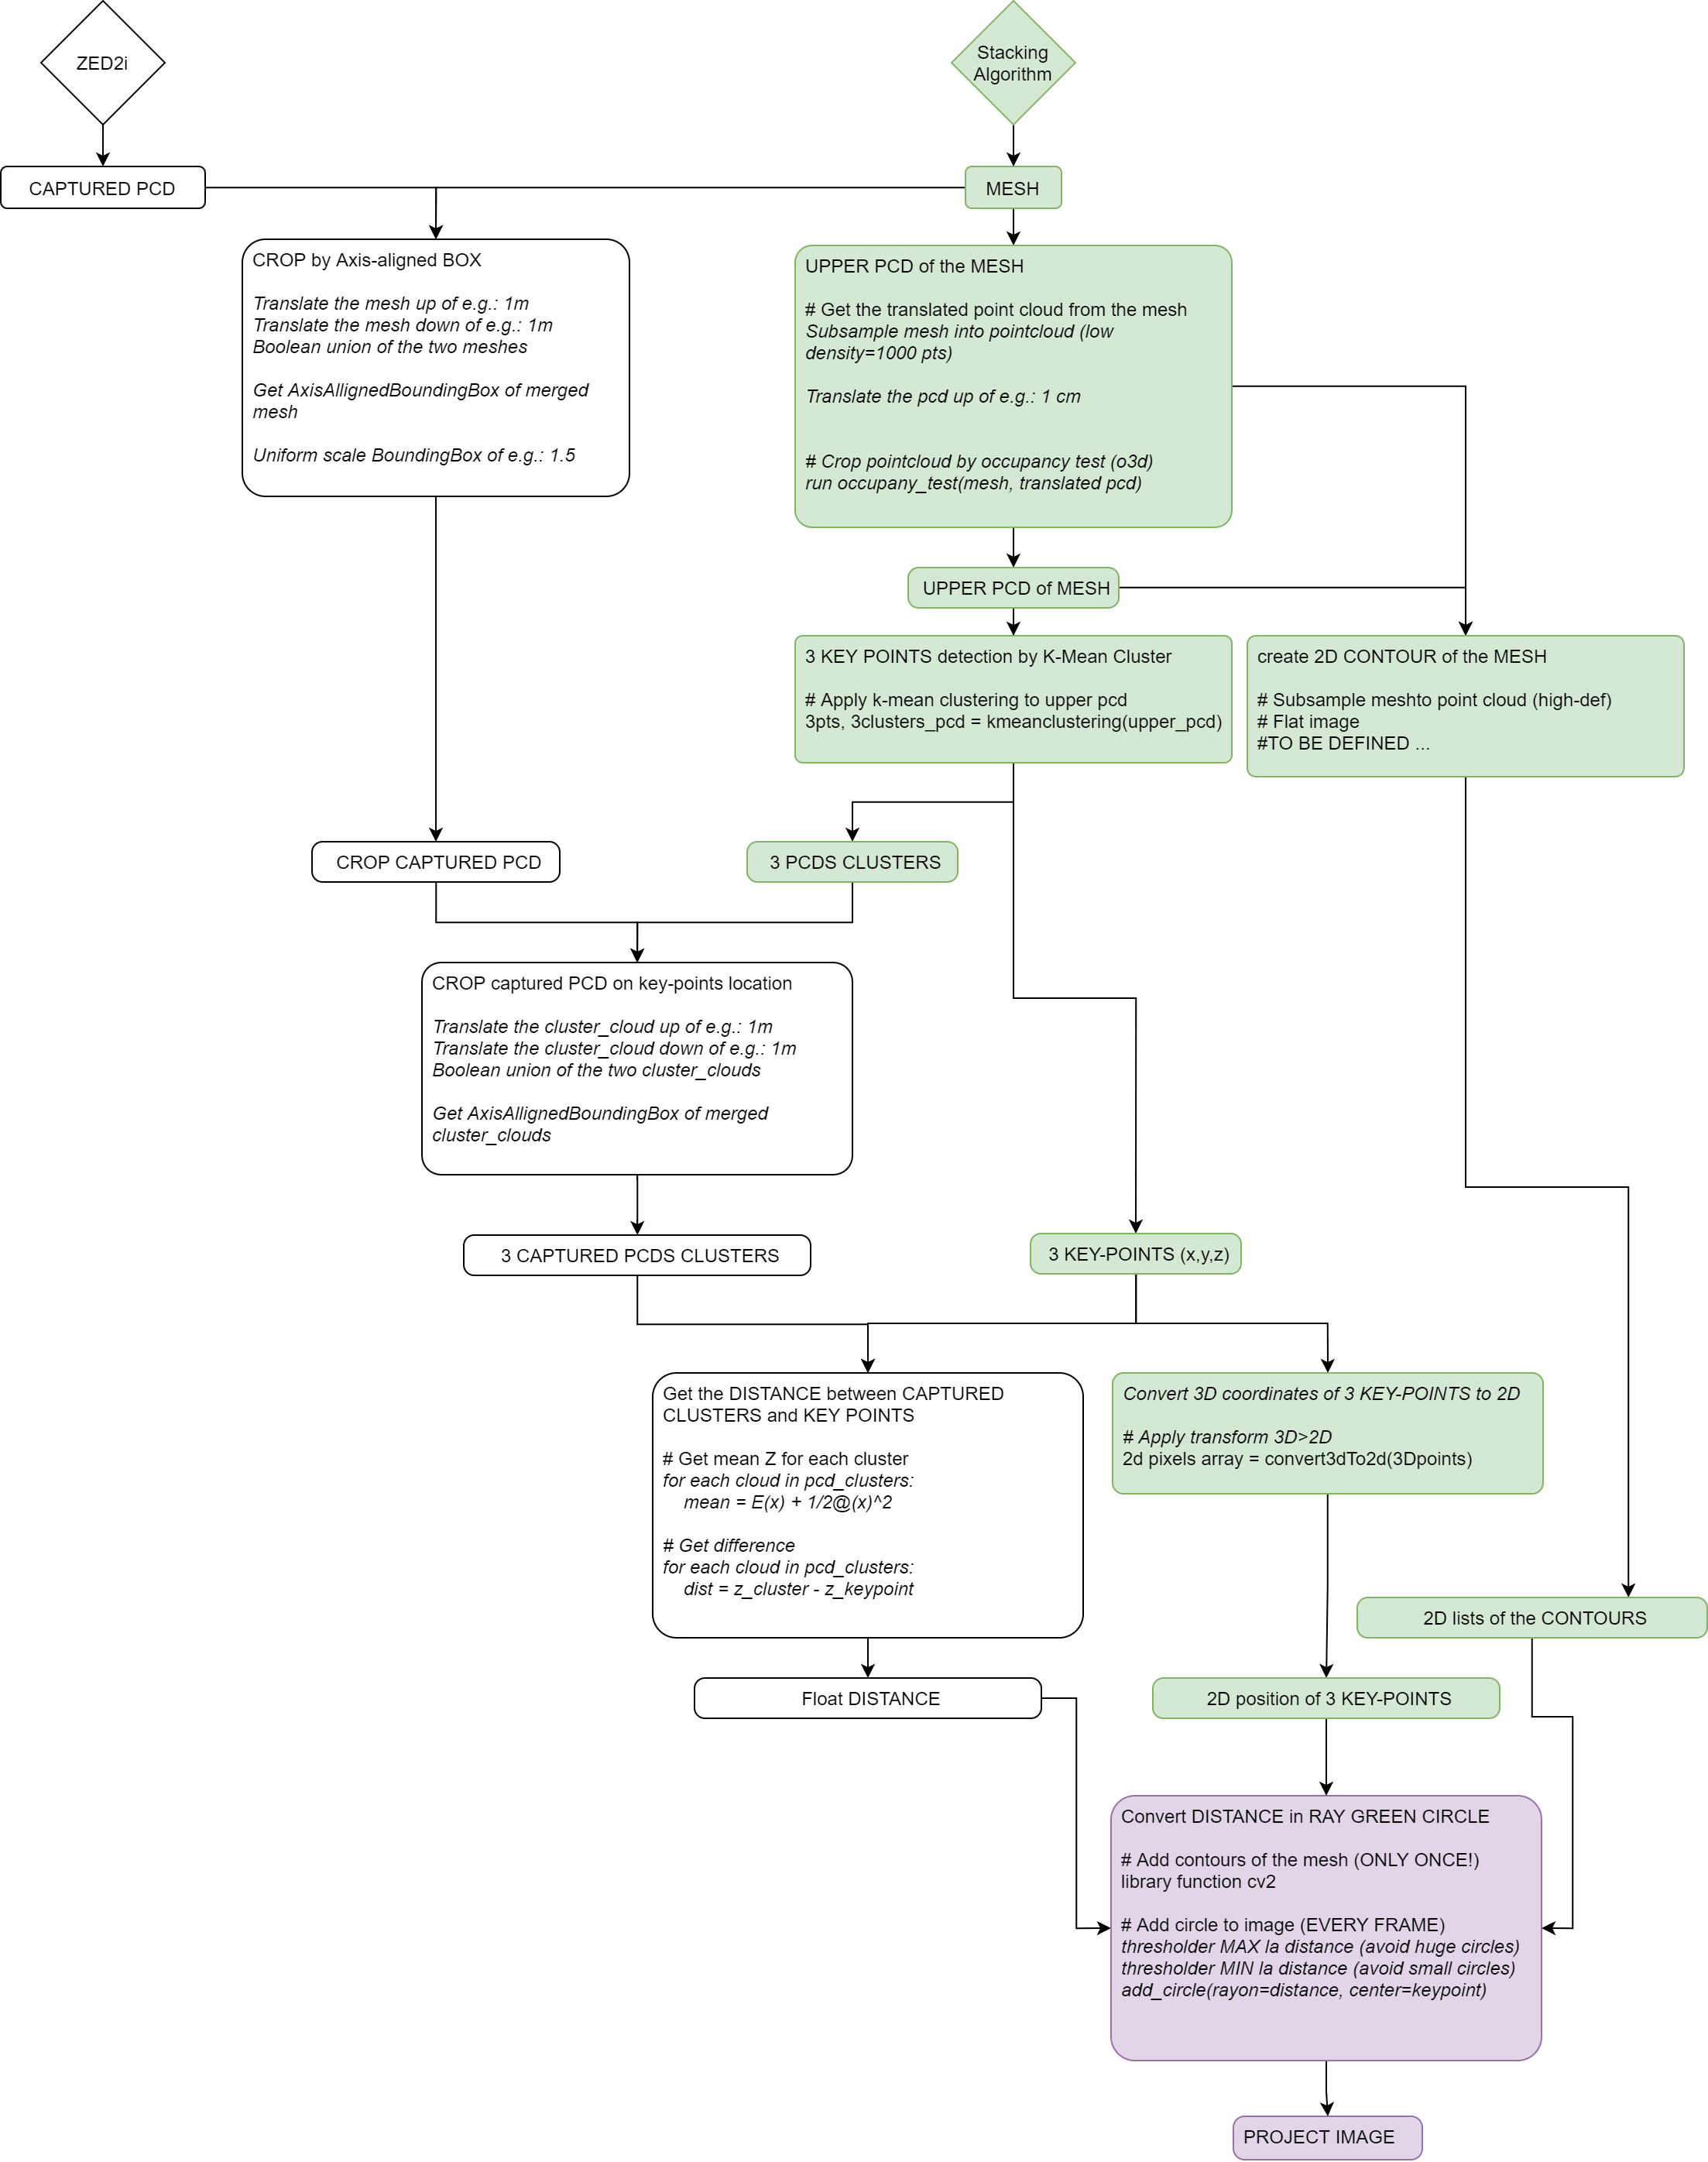 ZED2i
Stacking
Algorithm
CAPTURED PCD
MESH
CROP by Axis-aligned BOX
Translate the mesh up of e.g.: 1m
Translate the mesh down of e.g.: 1m
Boolean union of the two meshes
Get AxisAllignedBoundingBox of merged
mesh
Uniform scale BoundingBox of e.g.: 1.5
UPPER PCD of the MESH
# Get the translated point cloud from the mesh
Subsample mesh into pointcloud (low
density=1000 pts)
Translate the pcd up of e.g.: 1 cm
# Crop pointcloud by occupancy test (o3d)
run occupany_test(mesh, translated pcd)
UPPER PCD of MESH
3 KEY POINTS detection by K-Mean Cluster
# Apply k-mean clustering to upper pcd
3pts, 3clusters_pcd = kmeanclustering(upper_pcd)
create 2D CONTOUR of the MESH
# Subsample meshto point cloud (high-def)
# Flat image
#TO BE DEFINED ...
CROP CAPTURED PCD
3 PCDS CLUSTERS
CROP captured PCD on key-points location
Translate the cluster_cloud up of e.g.: 1m
Translate the cluster_cloud down of e.g.: 1m
Boolean union of the two cluster_clouds
Get AxisAllignedBoundingBox of merged
cluster_clouds
3 CAPTURED PCDS CLUSTERS
3 KEY-POINTS (x,y,z)
Get the DISTANCE between CAPTURED
CLUSTERS and KEY POINTS
# Get mean Z for each cluster
for each cloud in pcd_clusters:
mean = E(x) + 1/2@(x)^2
# Get difference
for each cloud in pcd_clusters:
dist = z_cluster - z_keypoint
Convert 3D coordinates of 3 KEY-POINTS to 2D
# Apply transform 3D>2D
2d pixels array = convert3dTo2d(3Dpoints)
2D lists of the CONTOURS
Float DISTANCE
2D position of 3 KEY-POINTS
Convert DISTANCE in RAY GREEN CIRCLE
# Add contours of the mesh (ONLY ONCE!)
library function cv2
# Add circle to image (EVERY FRAME)
thresholder MAX la distance (avoid huge circles)
thresholder MIN la distance (avoid small circles)
add_circle(rayon=distance, center=keypoint)
PROJECT IMAGE